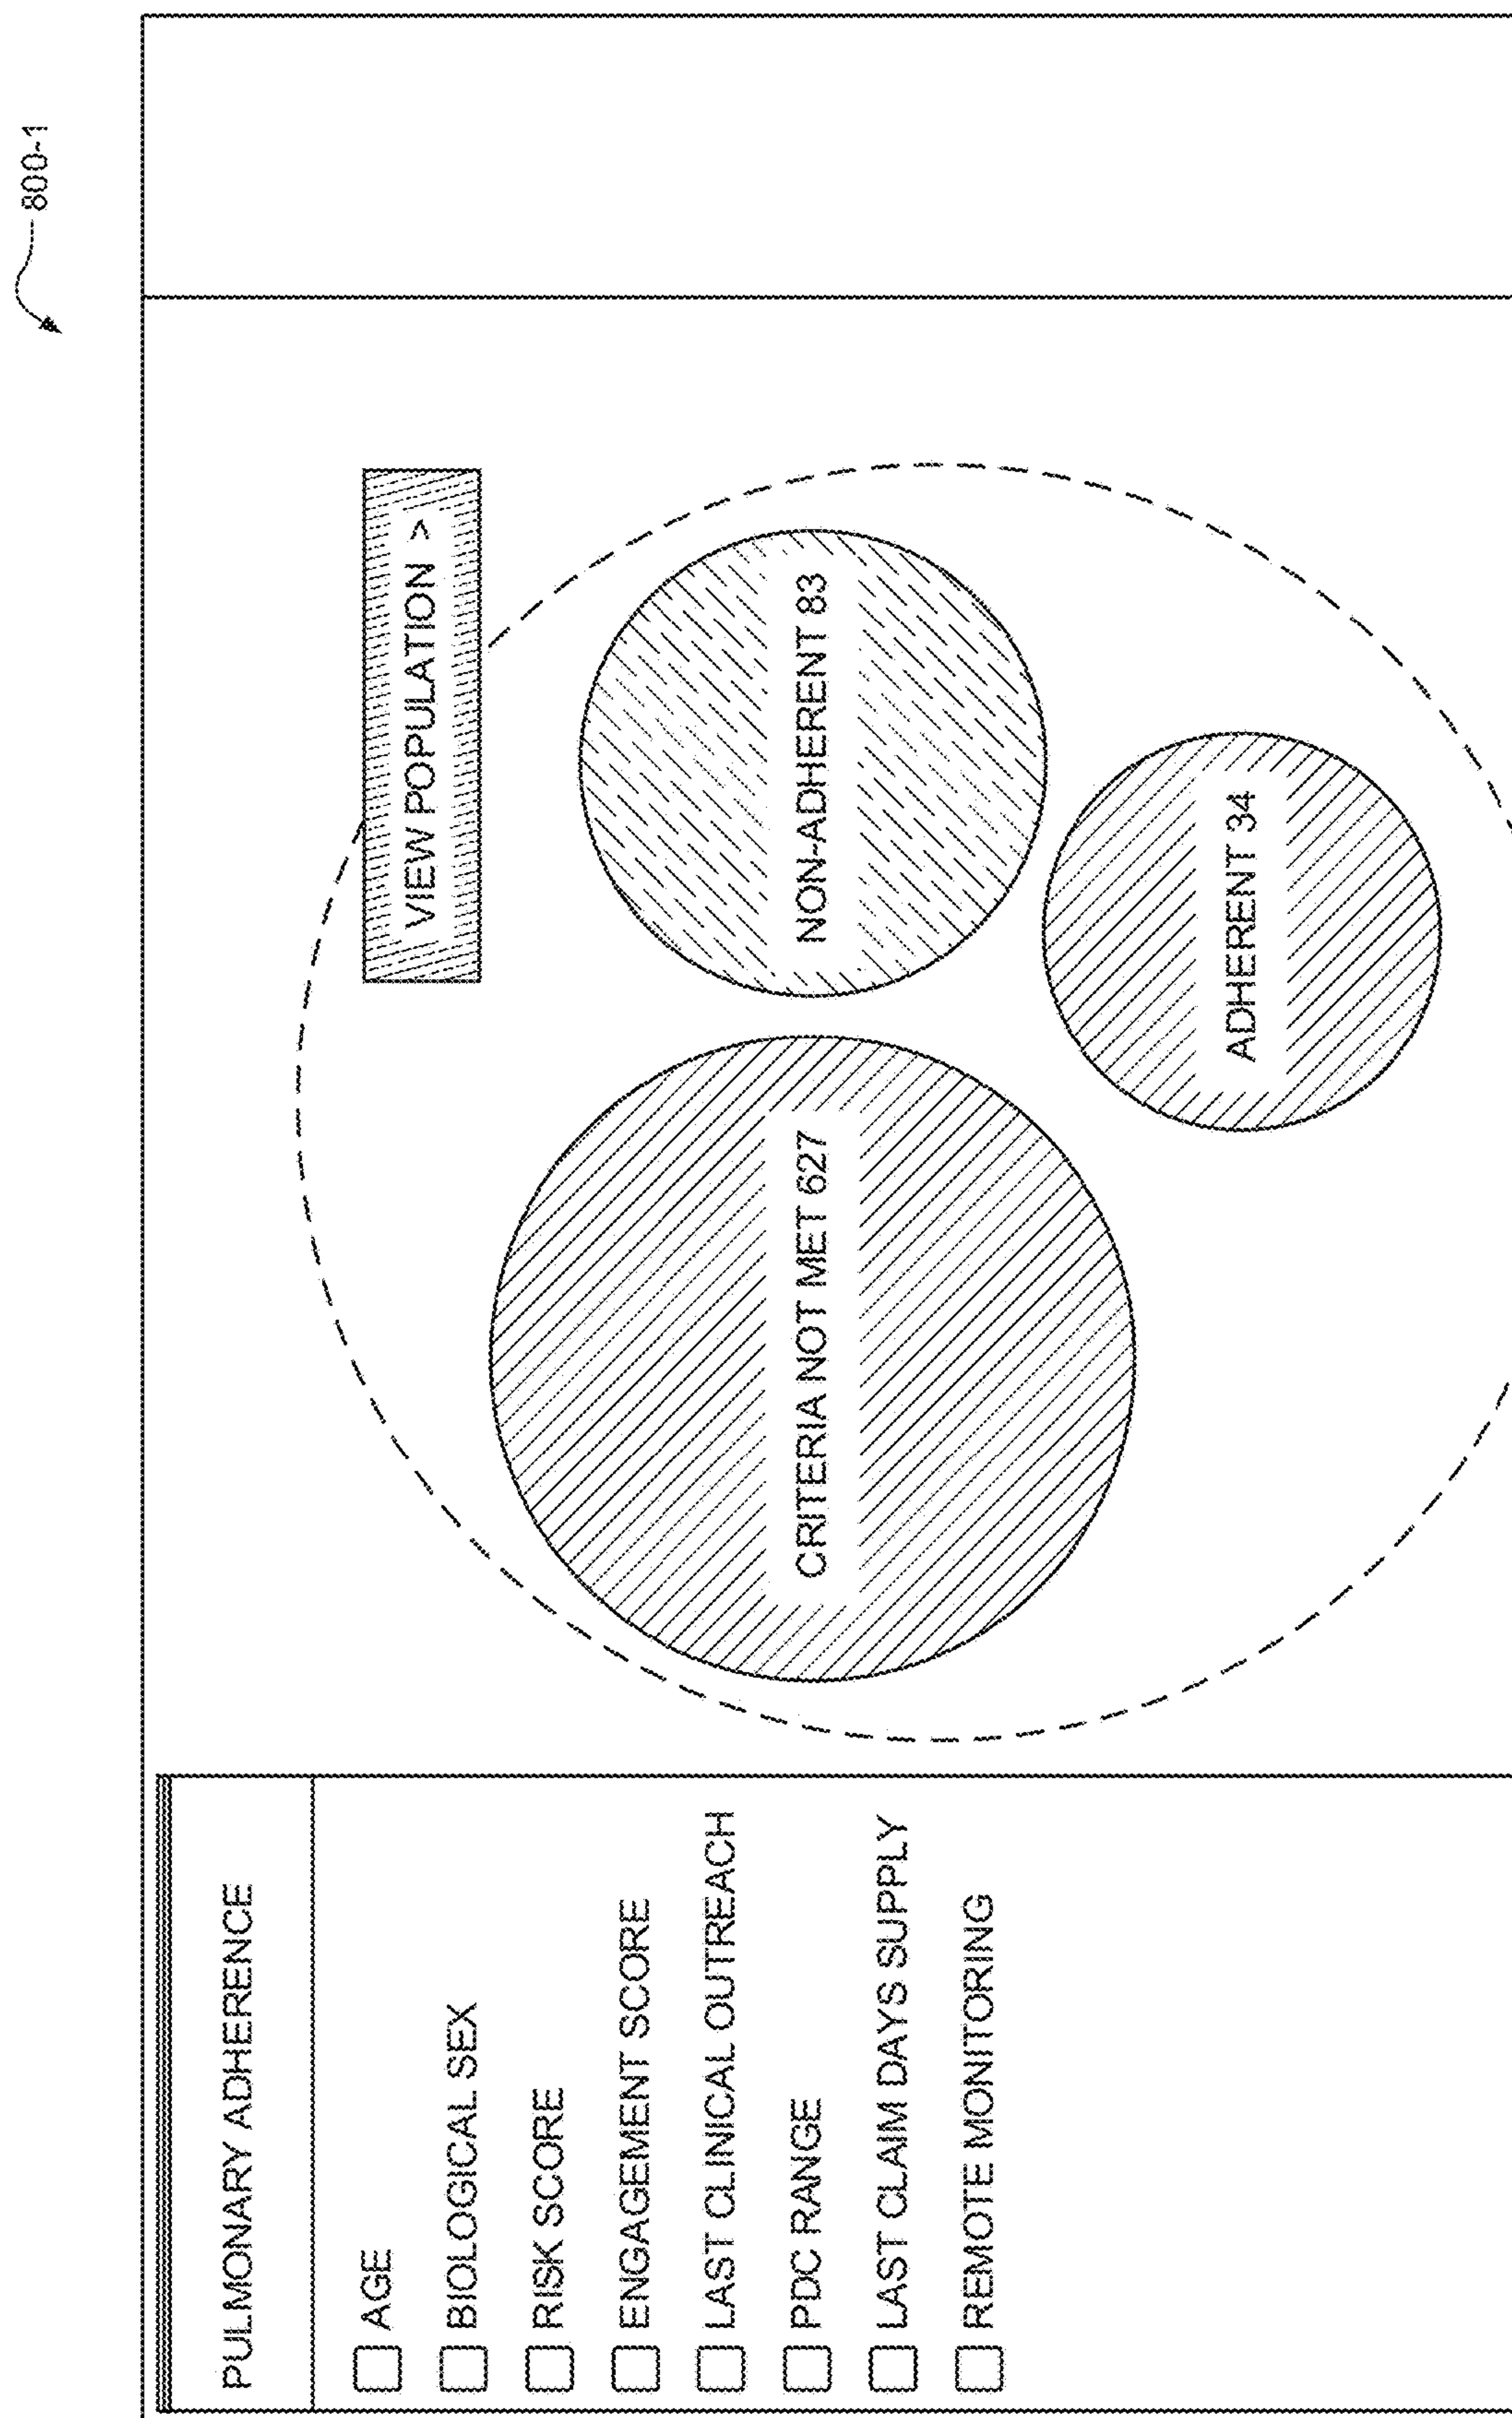 800-1
PULMONARY ADHERENCE
AGE
BIOLOGICAL SEX
RISK SCORE
ENGAGEMENT SCORE
LAST CLINICAL OUTREACH
PDC RANGE
LAST CLAIM DAYS SUPPLY
REMOTE MONITORING
VIEW POPULATION >
CRITERIA NOT MET 627
NON-ADHERENT 83
ADHERENT 34